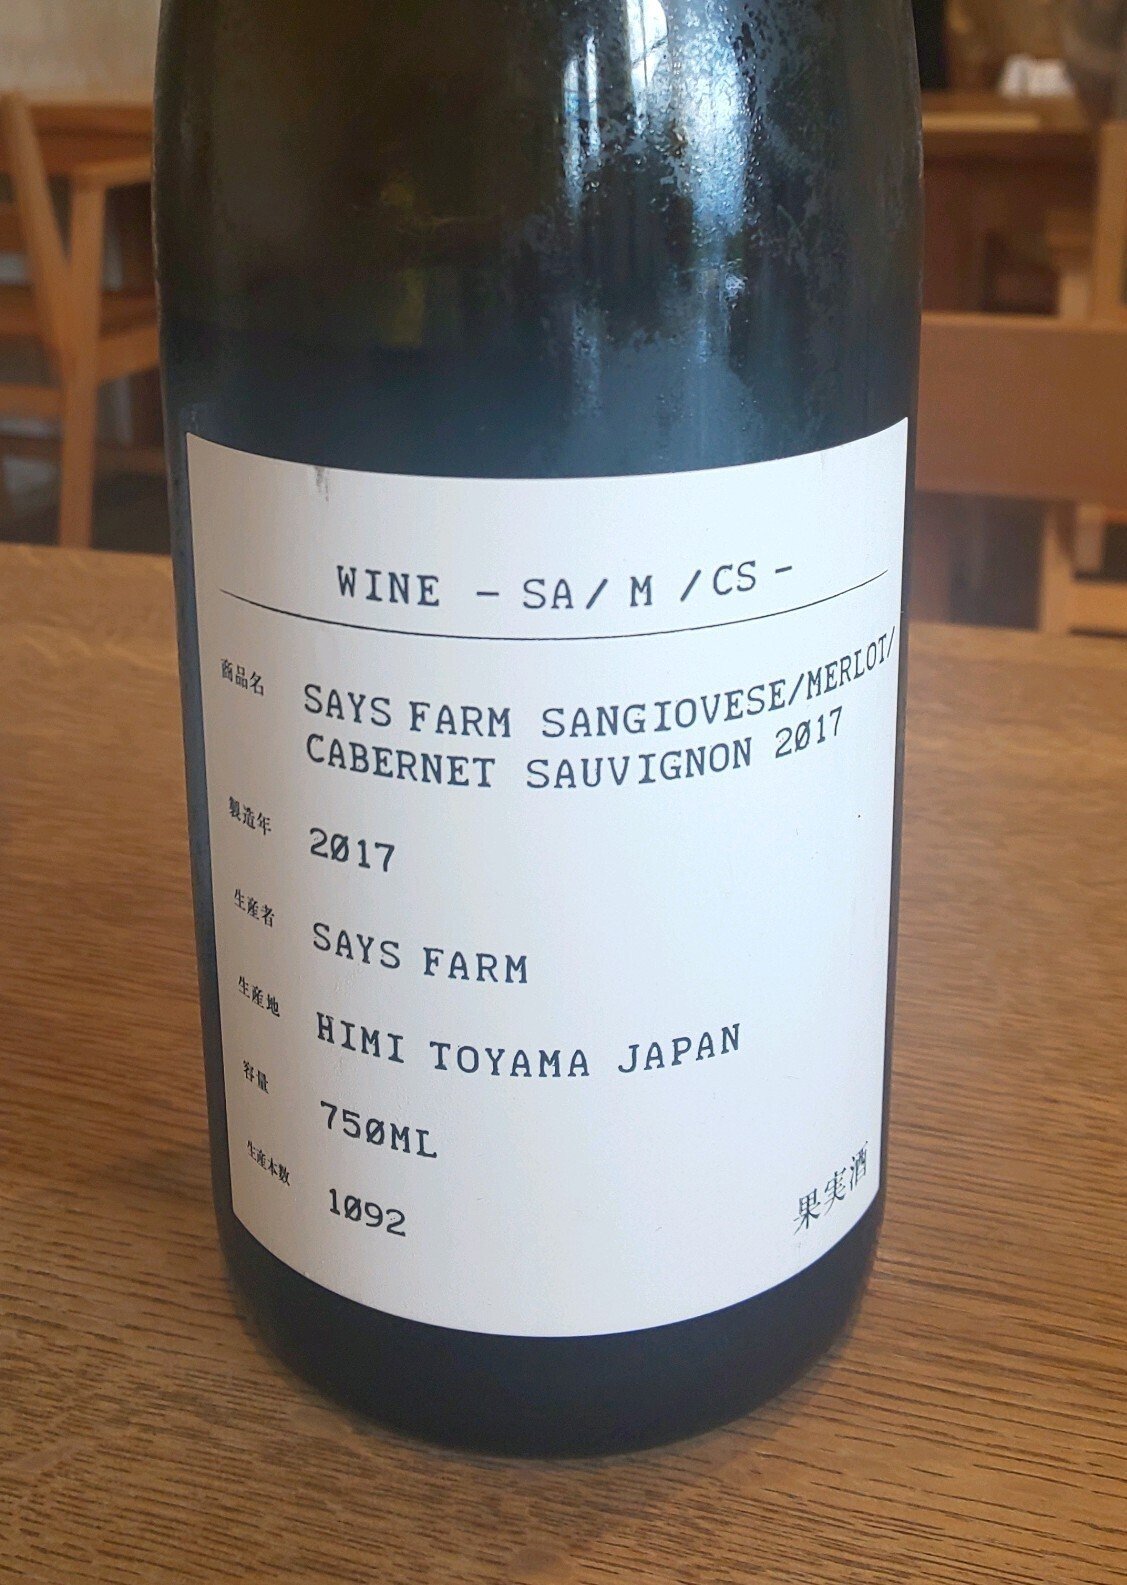 WINE - SA/ M /CS -
商品名 SAYS FARM SANGIOVESE/MERLOT/
CABERNET SAUVIGNON 2017
製造年 2017
生産者 SAYS FARM
生産地 HIMI TOYAMA JAPAN
容量 750ML
生産本数 1092
果実酒